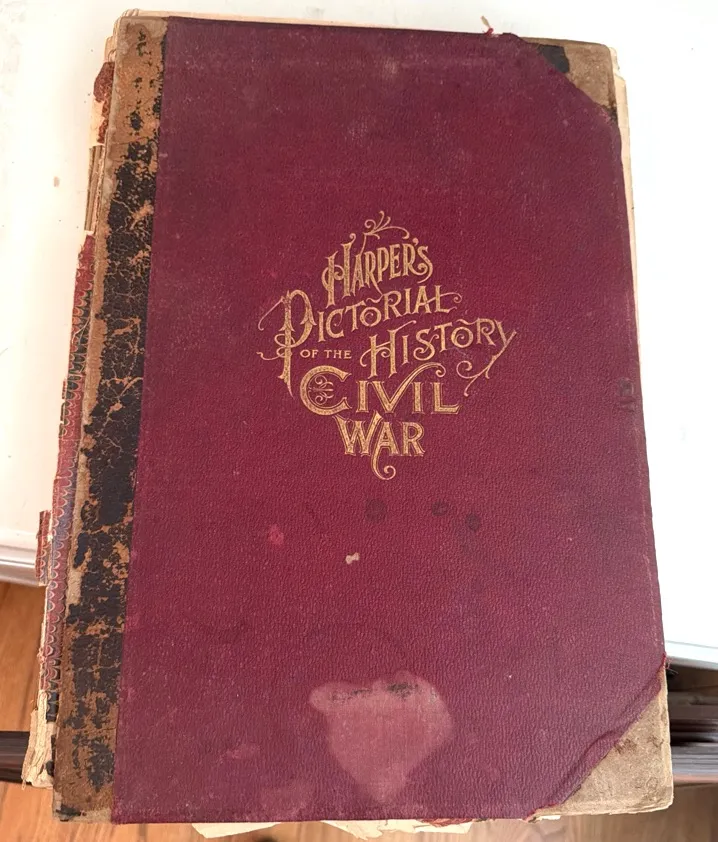 HARPER'S
PICTORIAL
OF THE HISTORY
CIVIL
WAR